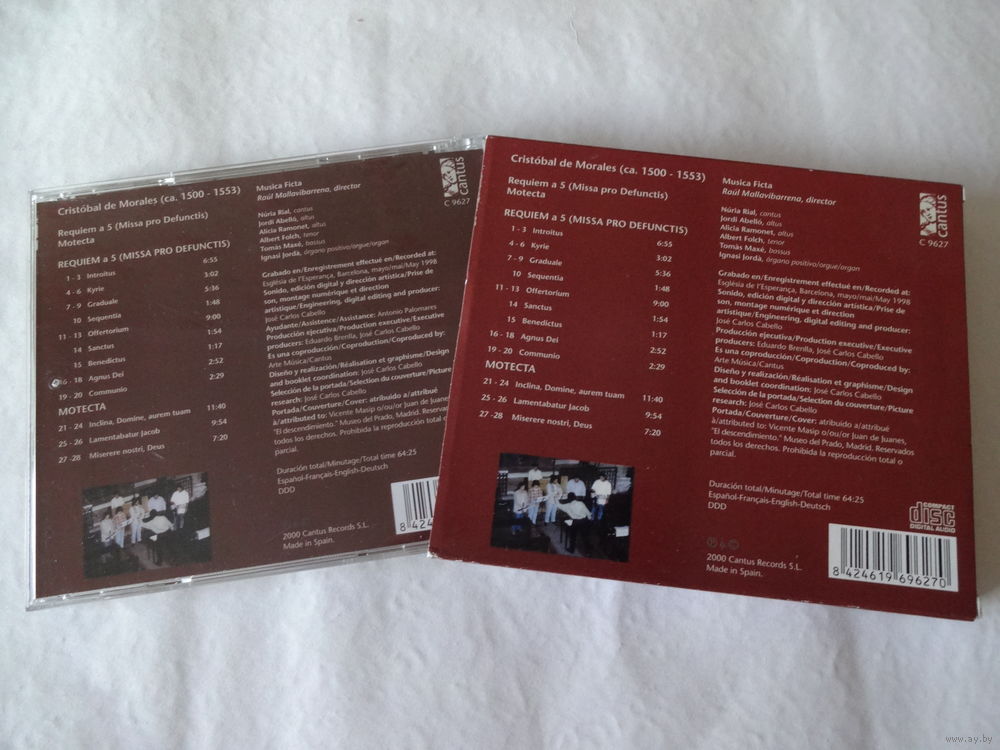 Cristóbal de Morales (ca. 1500 - 1553)
Requiem a 5 (Missa pro Defunctis)
Motecta
REQUIEM a 5 (MISSA PRO DEFUNCTIS)
1 - 3 Introitus 6:55
4 - 6 Kyrie 3:02
7 - 9 Graduale 5:36
10 Sequentia 1:48
11 - 13 Offertorium 9:00
14 Sanctus 1:54
15 Benedictus 1:17
16 - 18 Agnus Dei 2:52
19 - 20 Communio 2:29
MOTECTA
21 - 24 Inclina, Domine, aurem tuam 11:40
25 - 26 Lamentabatur Jacob 9:54
27 -28 Miserere nostri, Deus 7:20
Musica Ficta
Raúl Mallavibarrena, director
Núria Rial, cantus
Jordi Abelló, altus
Alicia Ramonet, altus
Albert Folch, tenor
Tomàs Maxé, bassus
Ignasi Jordà, órgano positivo/orgue/organ
Grabado en/Enregistrement effectué en/Recorded at:
Església de l'Esperança, Barcelona, mayo/mai/May 1998
Sonido, edición digital y dirección artística/Prise de
son, montage numérique et direction
artistique/Engineering, digital editing and producer:
José Carlos Cabello
Ayudante/Assistence/Assistance: Antonio Palomares
Producción ejecutiva/Production executive/Executive
producers: Eduardo Brenlla, José Carlos Cabello
Es una coproducción/Coproduction/Coproduced by:
Arte Música/Cantus
Diseño y realización/Réalisation et graphisme/Design
and booklet coordination: José Carlos Cabello
Selección de la portada/Selection du couverture/Picture
research: José Carlos Cabello
Portada/Couverture/Cover: atribuido a/attribué
à/attributed to: Vicente Masip o/ou/or Juan de Juanes,
"El descendimiento." Museo del Prado, Madrid. Reservados
todos los derechos. Prohibida la reproducción total o
parcial.
Duración total/Minutage/Total time 64:25
Español-Français-English-Deutsch
DDD
2000 Cantus Records S.L.
Made in Spain.
cantus
C 9627
8 424
Cristóbal de Morales (ca. 1500 - 1553)
Requiem a 5 (Missa pro Defunctis)
Motecta
REQUIEM a 5 (MISSA PRO DEFUNCTIS)
1 - 3 Introitus 6:55
4 - 6 Kyrie 3:02
7 - 9 Graduale 5:36
10 Sequentia 1:48
11 - 13 Offertorium 9:00
14 Sanctus 1:54
15 Benedictus 1:17
16 - 18 Agnus Dei 2:52
19 - 20 Communio 2:29
MOTECTA
21 - 24 Inclina, Domine, aurem tuam 11:40
25 - 26 Lamentabatur Jacob 9:54
27 -28 Miserere nostri, Deus 7:20
Musica Ficta
Raúl Mallavibarrena, director
Núria Rial, cantus
Jordi Abelló, altus
Alicia Ramonet, altus
Albert Folch, tenor
Tomàs Maxé, bassus
Ignasi Jordà, órgano positivo/orgue/organ
Grabado en/Enregistrement effectué en/Recorded at:
Església de l'Esperança, Barcelona, mayo/mai/May 1998
Sonido, edición digital y dirección artística/Prise de
son, montage numérique et direction
artistique/Engineering, digital editing and producer:
José Carlos Cabello
Producción ejecutiva/Production executive/Executive
producers: Eduardo Brenlla, José Carlos Cabello
Es una coproducción/Coproduction/Coproduced by:
Arte Música/Cantus
Diseño y realización/Réalisation et graphisme/Design
and booklet coordination: José Carlos Cabello
Selección de la portada/Selection du couverture/Picture
research: José Carlos Cabello
Portada/Couverture/Cover: atribuido a/attribué
à/attributed to: Vicente Masip o/ou/or Juan de Juanes,
"El descendimiento." Museo del Prado, Madrid. Reservados
todos los derechos. Prohibida la reproducción total o
parcial.
Duración total/Minutage/Total time 64:25
Español-Français-English-Deutsch
DDD
2000 Cantus Records S.L.
Made in Spain.
cantus
C 9627
COMPACT
disc
DIGITAL AUDIO
8 424619 696270
www.ay.by